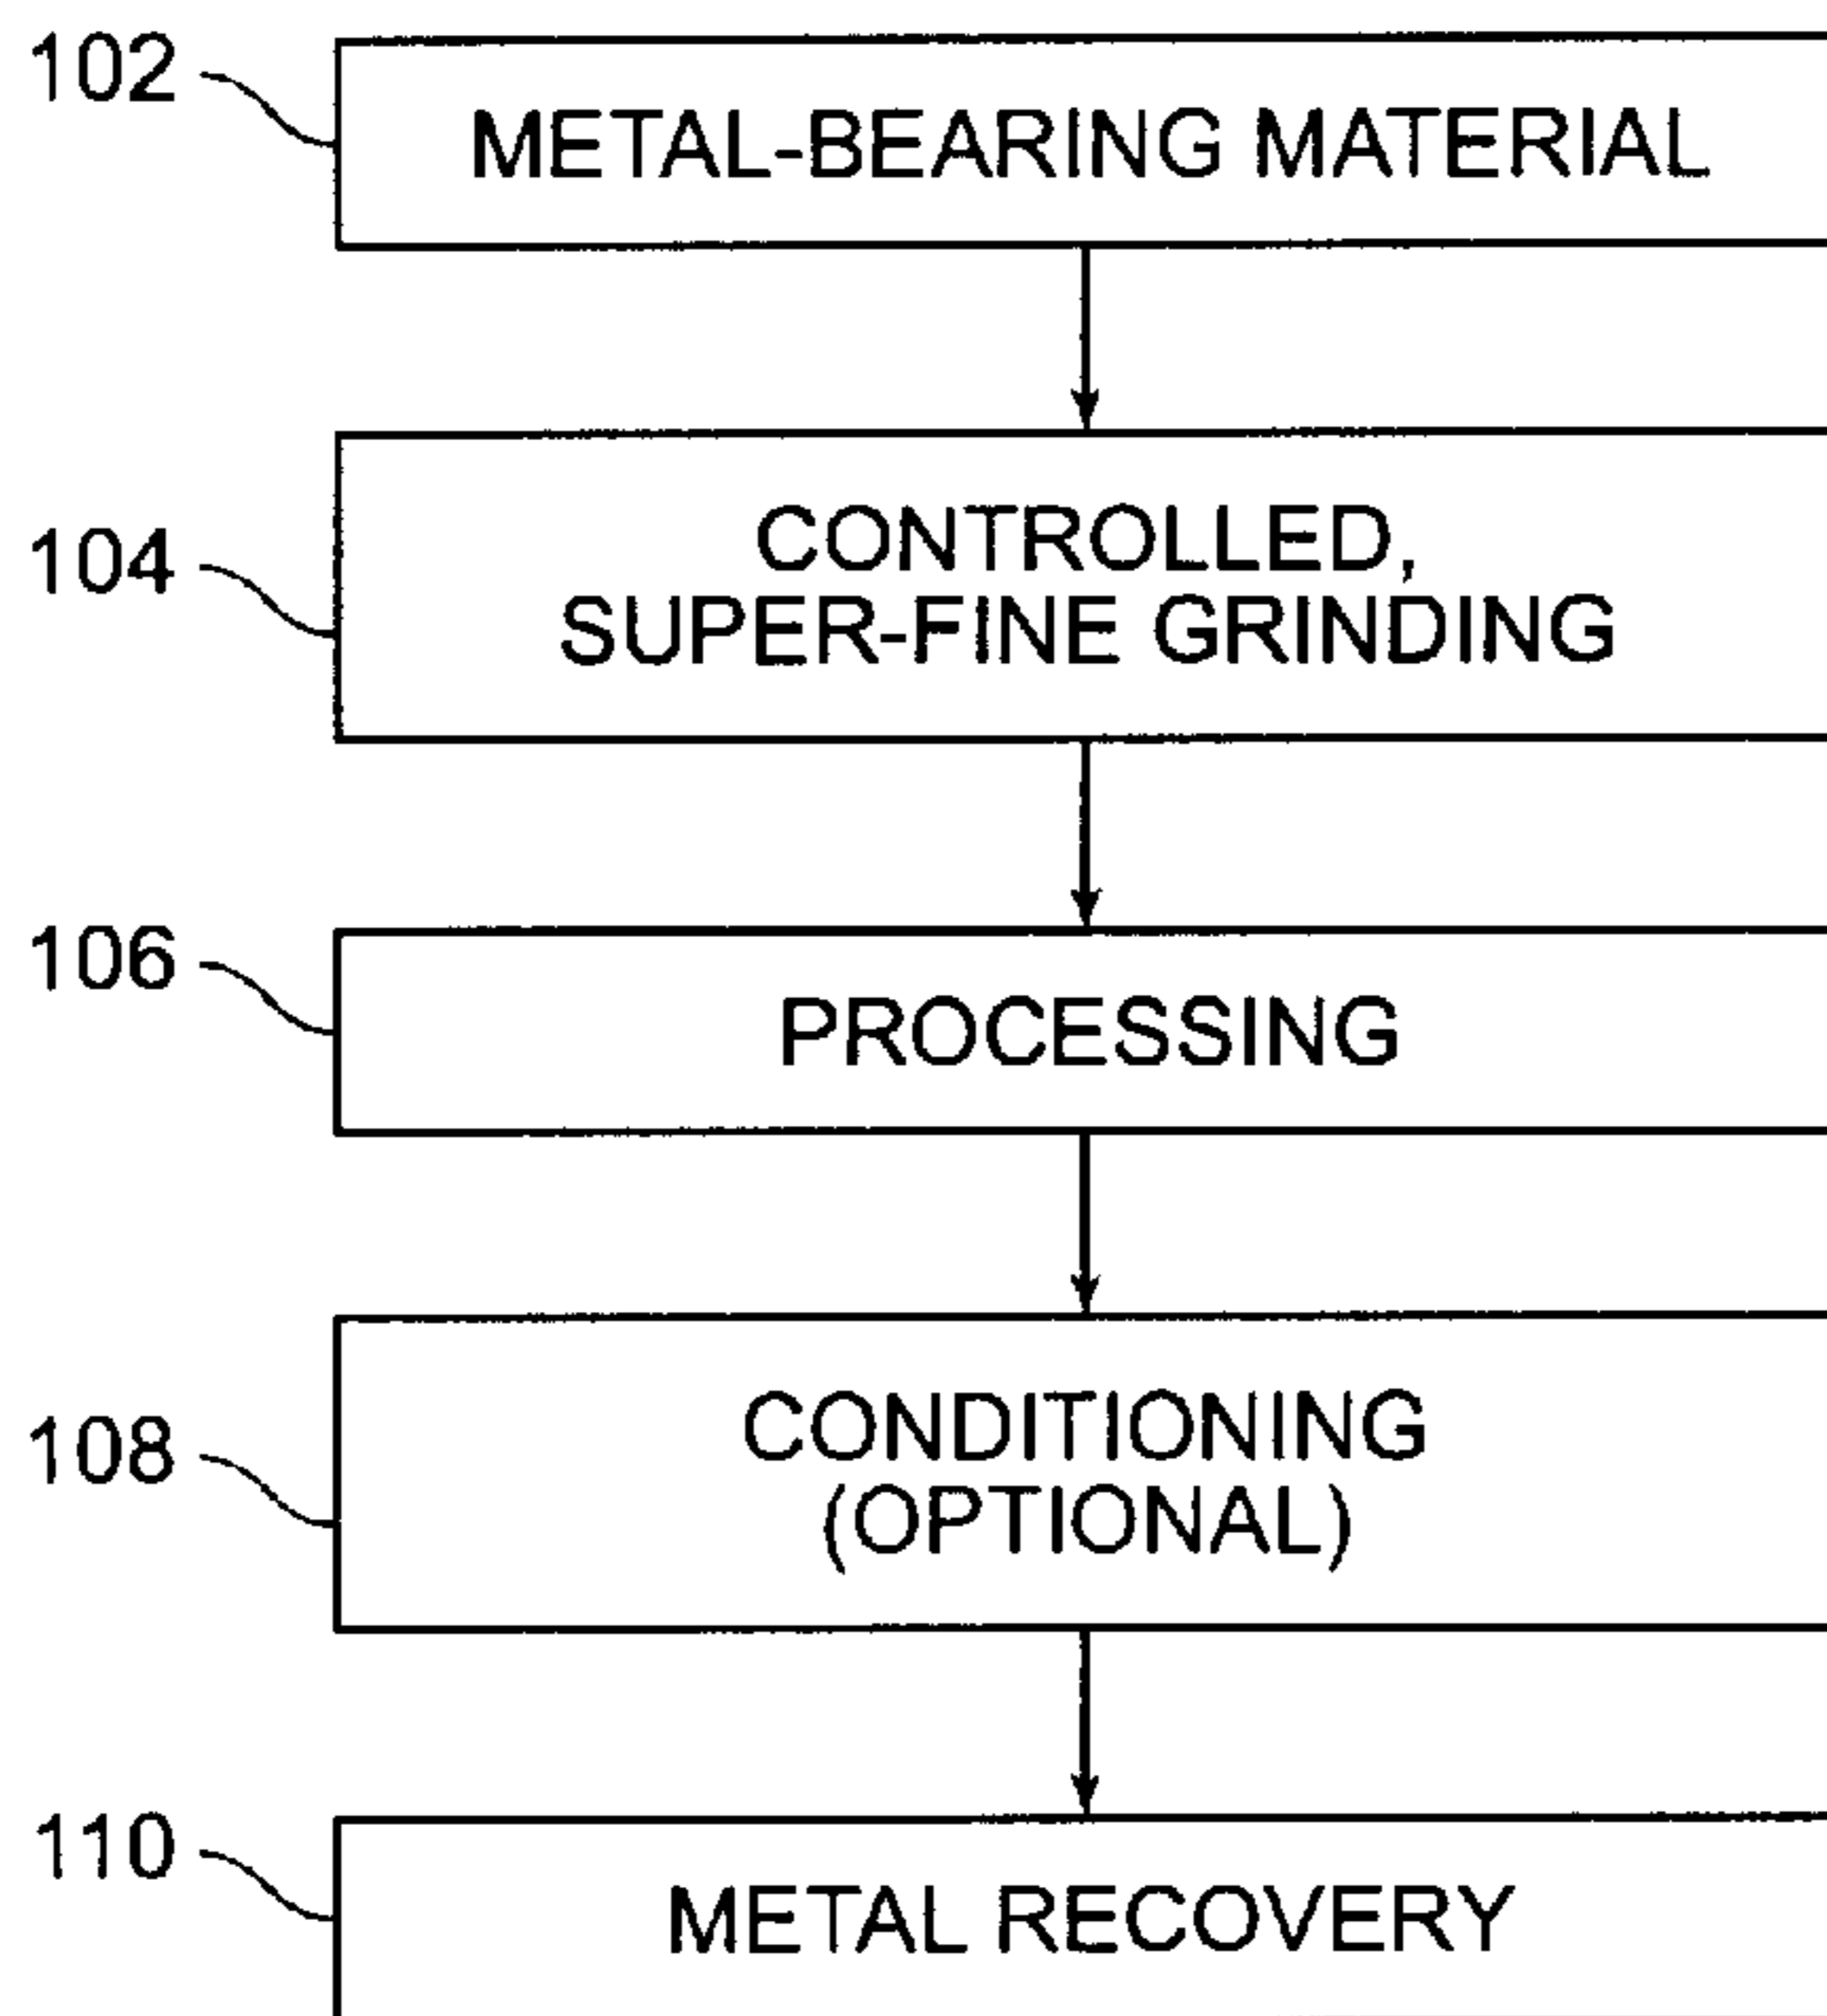 102
METAL-BEARING MATERIAL
104
CONTROLLED,
SUPER-FINE GRINDING
106
PROCESSING
108
CONDITIONING
(OPTIONAL)
110
METAL RECOVERY